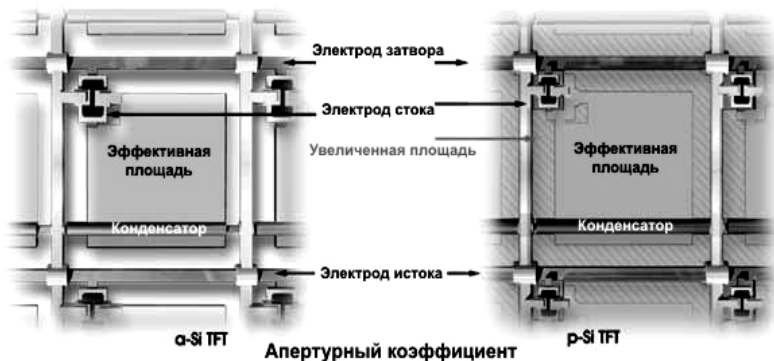 Электрод затвора
Электрод стока
Эффективная
площадь
Увеличенная площадь
Эффективная
площадь
Конденсатор
Конденсатор
Электрод истока
a-Si TFT
p-Si TFT
Апертурный коэффициент